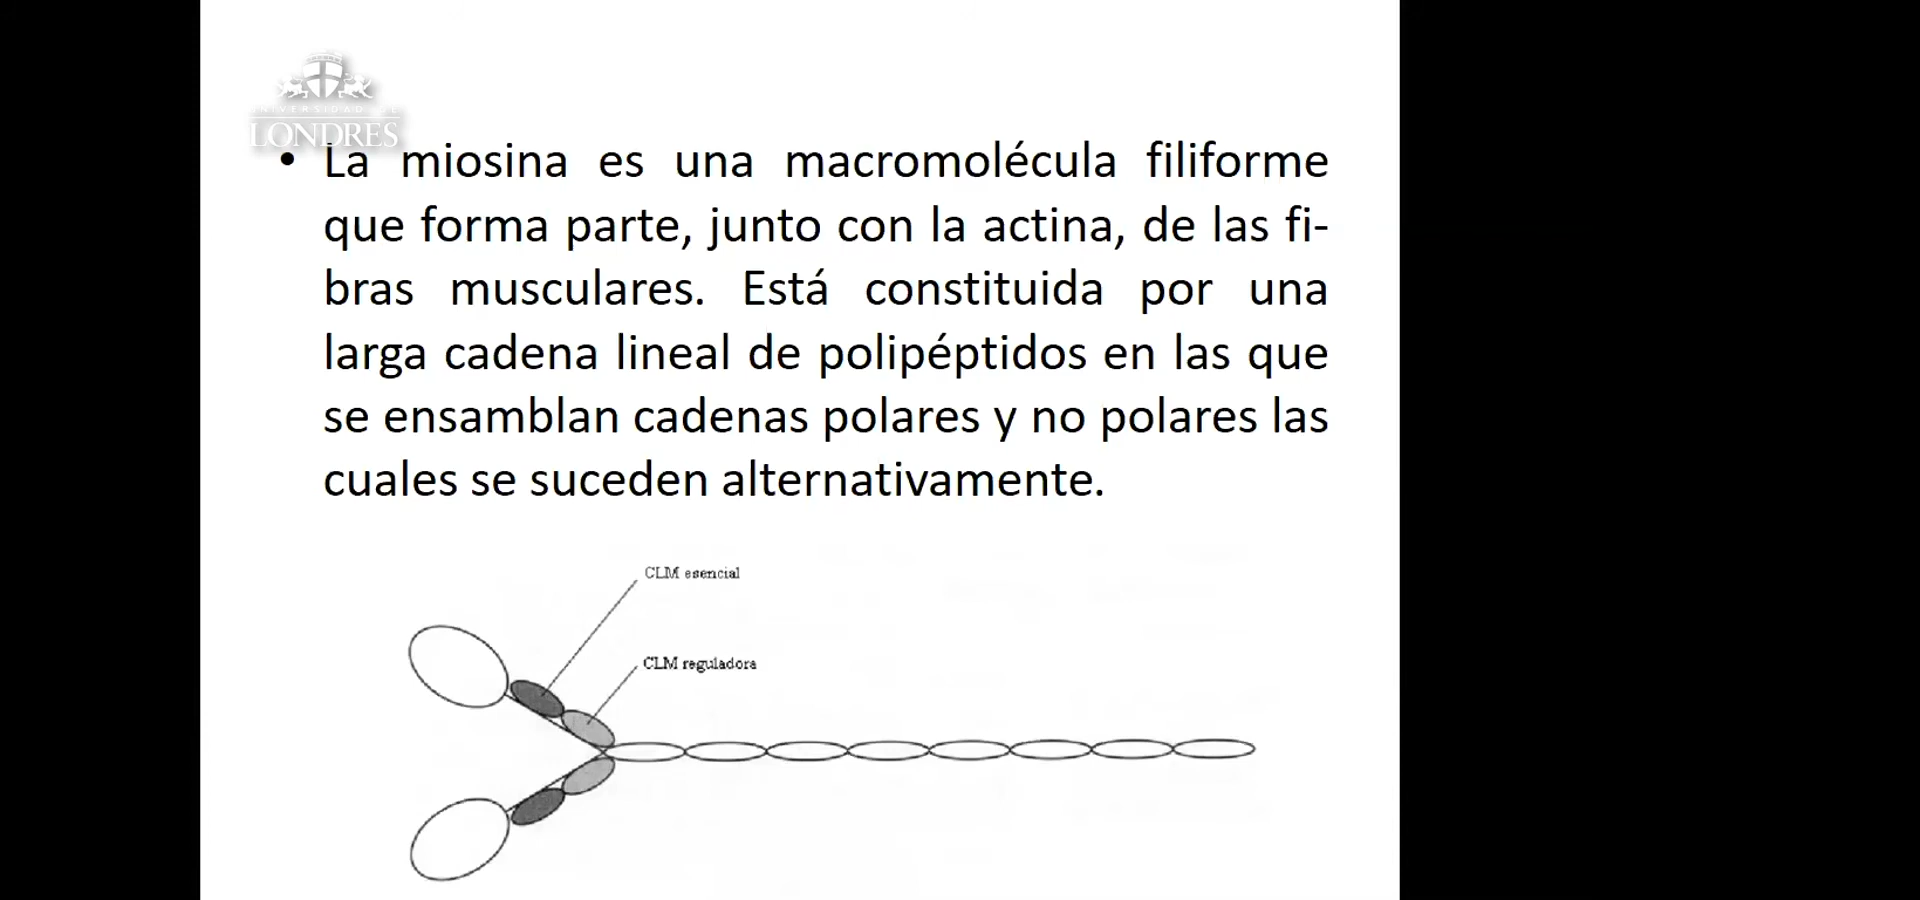 UNIVERSIDAD DE
LONDRES
• La miosina es una macromolécula filiforme
que forma parte, junto con la actina, de las fi-
bras musculares. Está constituida por una
larga cadena lineal de polipéptidos en las que
se ensamblan cadenas polares y no polares las
cuales se suceden alternativamente.
CLM esencial
CLM reguladora